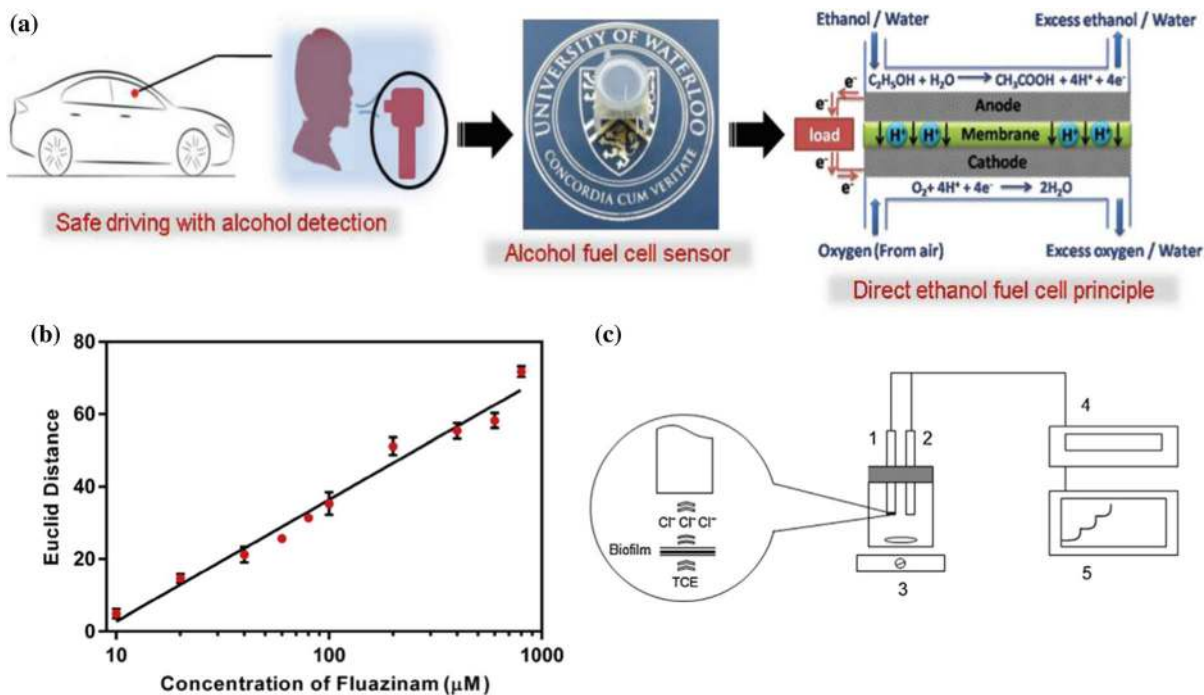 (a)
Safe driving with alcohol detection
UNIVERSITY OF WATERLOO
CONCORDIA CUM VERITATE
Alcohol fuel cell sensor
Ethanol / Water
Excess ethanol / Water
C₂H₅OH + H₂O → CH₃COOH + 4H⁺ + 4e⁻
e⁻
Anode
e⁻
load
H⁺ H⁺ Membrane H⁺ H⁺
e⁻
Cathode
e⁻
O₂+ 4H⁺ + 4e⁻ → 2H₂O
Oxygen (From air)
Excess oxygen / Water
Direct ethanol fuel cell principle
(b)
80
60
40
20
0
Euclid Distance
10
100
1000
Concentration of Fluazinam (μM)
(c)
1
2
4
Cl⁻ Cl⁻ Cl⁻
Biofilm
TCE
3
5